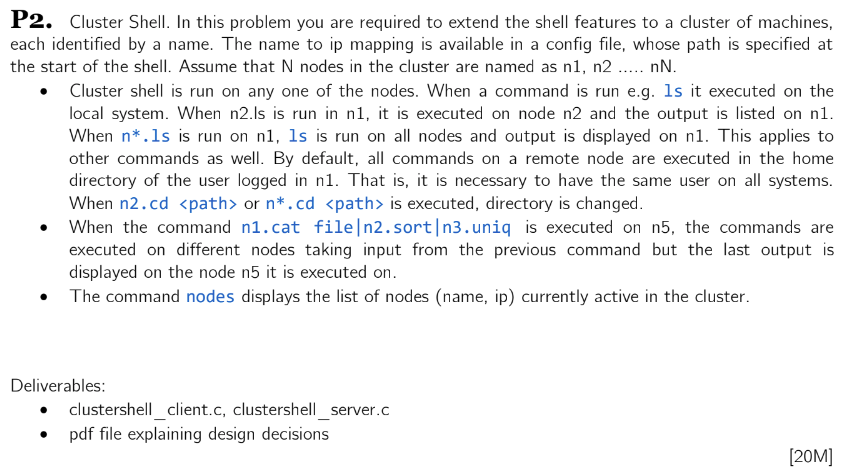 P2. Cluster Shell. In this problem you are required to extend the shell features to a cluster of machines,
each identified by a name. The name to ip mapping is available in a config file, whose path is specified at
the start of the shell. Assume that N nodes in the cluster are named as n1, n2 ..... nN.
• Cluster shell is run on any one of the nodes. When a command is run e.g. ls it executed on the
local system. When n2.ls is run in n1, it is executed on node n2 and the output is listed on n1.
When n*.ls is run on n1, ls is run on all nodes and output is displayed on n1. This applies to
other commands as well. By default, all commands on a remote node are executed in the home
directory of the user logged in n1. That is, it is necessary to have the same user on all systems.
When n2.cd <path> or n*.cd <path> is executed, directory is changed.
• When the command n1.cat file|n2.sort|n3.uniq is executed on n5, the commands are
executed on different nodes taking input from the previous command but the last output is
displayed on the node n5 it is executed on.
• The command nodes displays the list of nodes (name, ip) currently active in the cluster.
Deliverables:
• clustershell_client.c, clustershell_server.c
• pdf file explaining design decisions
[20M]